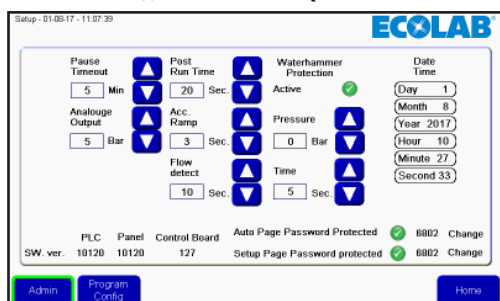 Setup - 01-08-17 - 11:07:39
ECOLAB
Pause Timeout
5 Min
Post Run Time
20 Sec.
Waterhammer Protection
Active
Date Time
Day 1
Month 8
Year 2017
Hour 10
Minute 27
Second 33
Analouge Output
5 Bar
Acc. Ramp
3 Sec.
Pressure
0 Bar
Flow detect
10 Sec.
Time
5 Sec.
Auto Page Password Protected 6802 Change
Setup Page Password protected 6802 Change
PLC Panel Control Board
SW. ver. 10120 10120 127
Admin
Program Config
Home